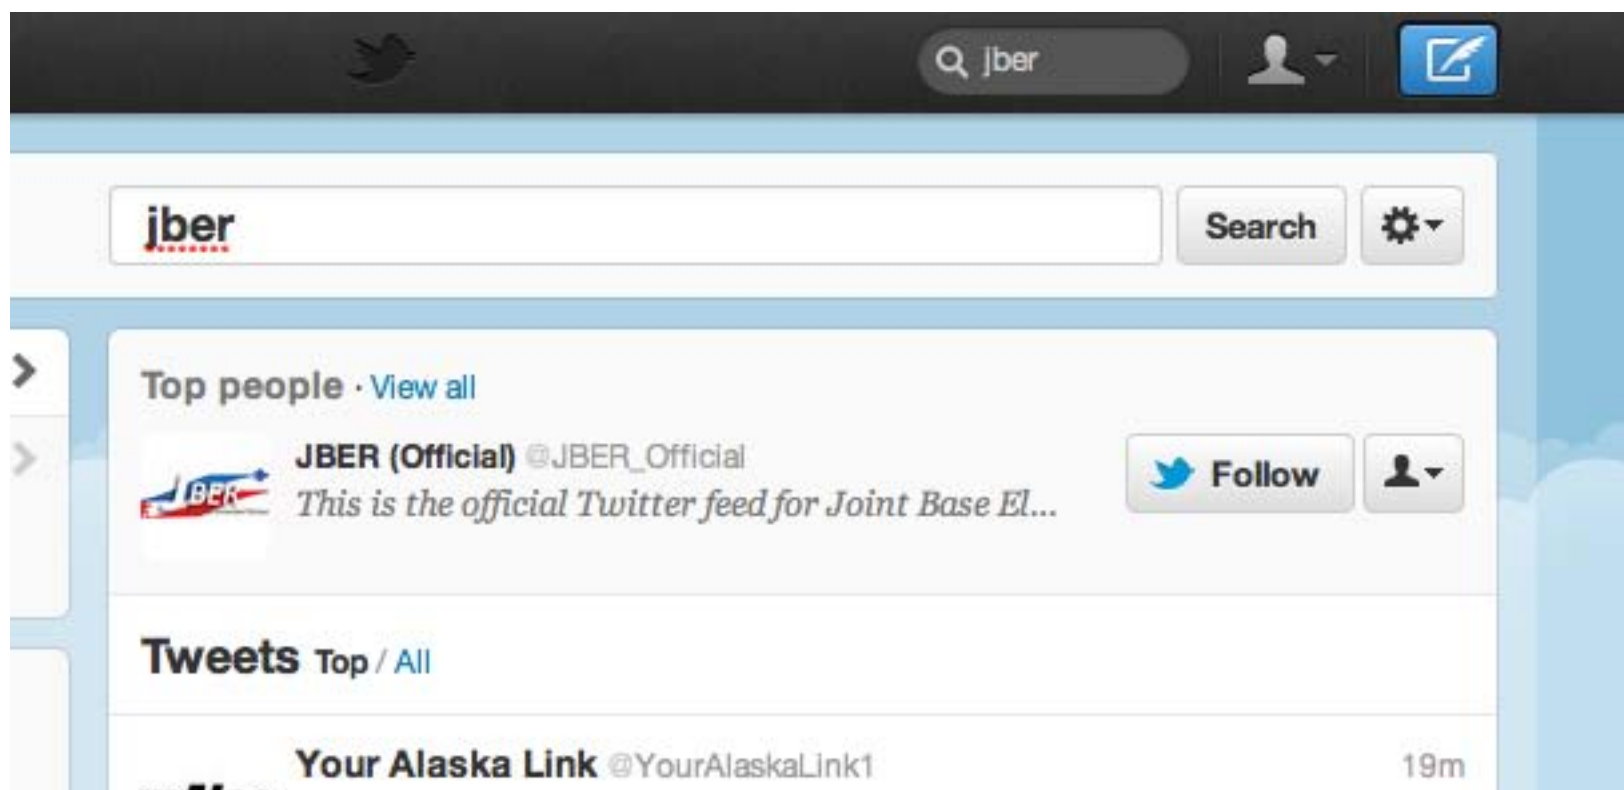 jber
jber
Search
Top people · View all
JBER
JBER (Official) @JBER_Official
This is the official Twitter feed for Joint Base El...
Follow
Tweets Top / All
Your Alaska Link @YourAlaskaLink1
19m